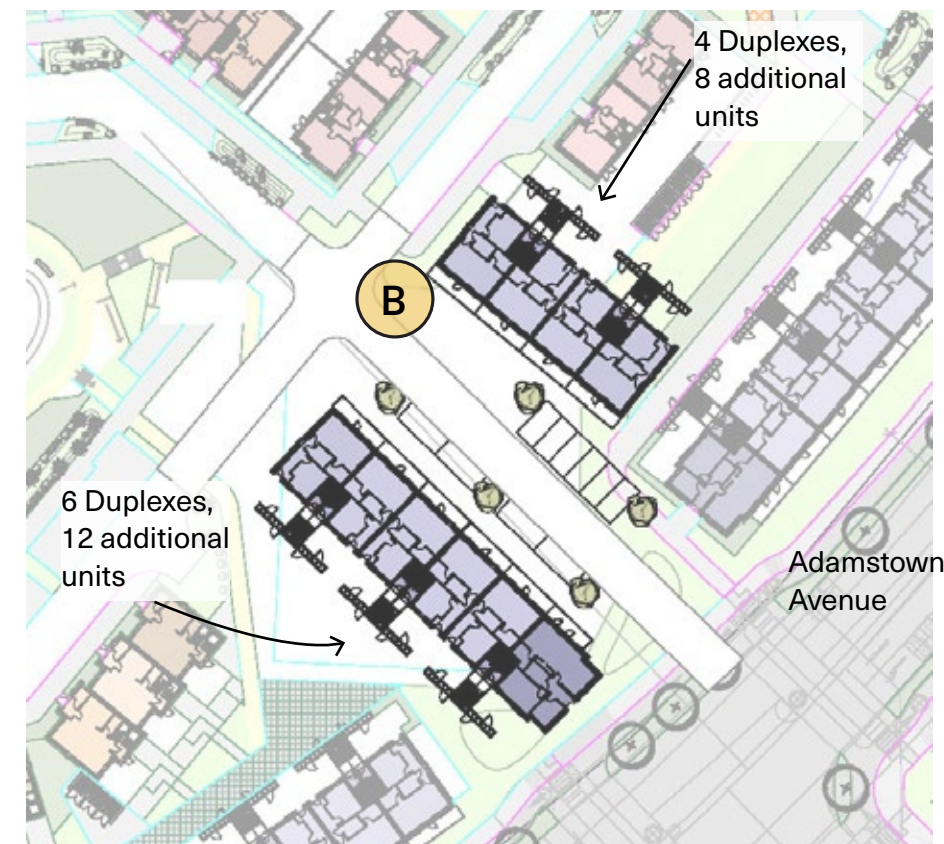 4 Duplexes,
8 additional
units
B
6 Duplexes,
12 additional
units
Adamstown
Avenue